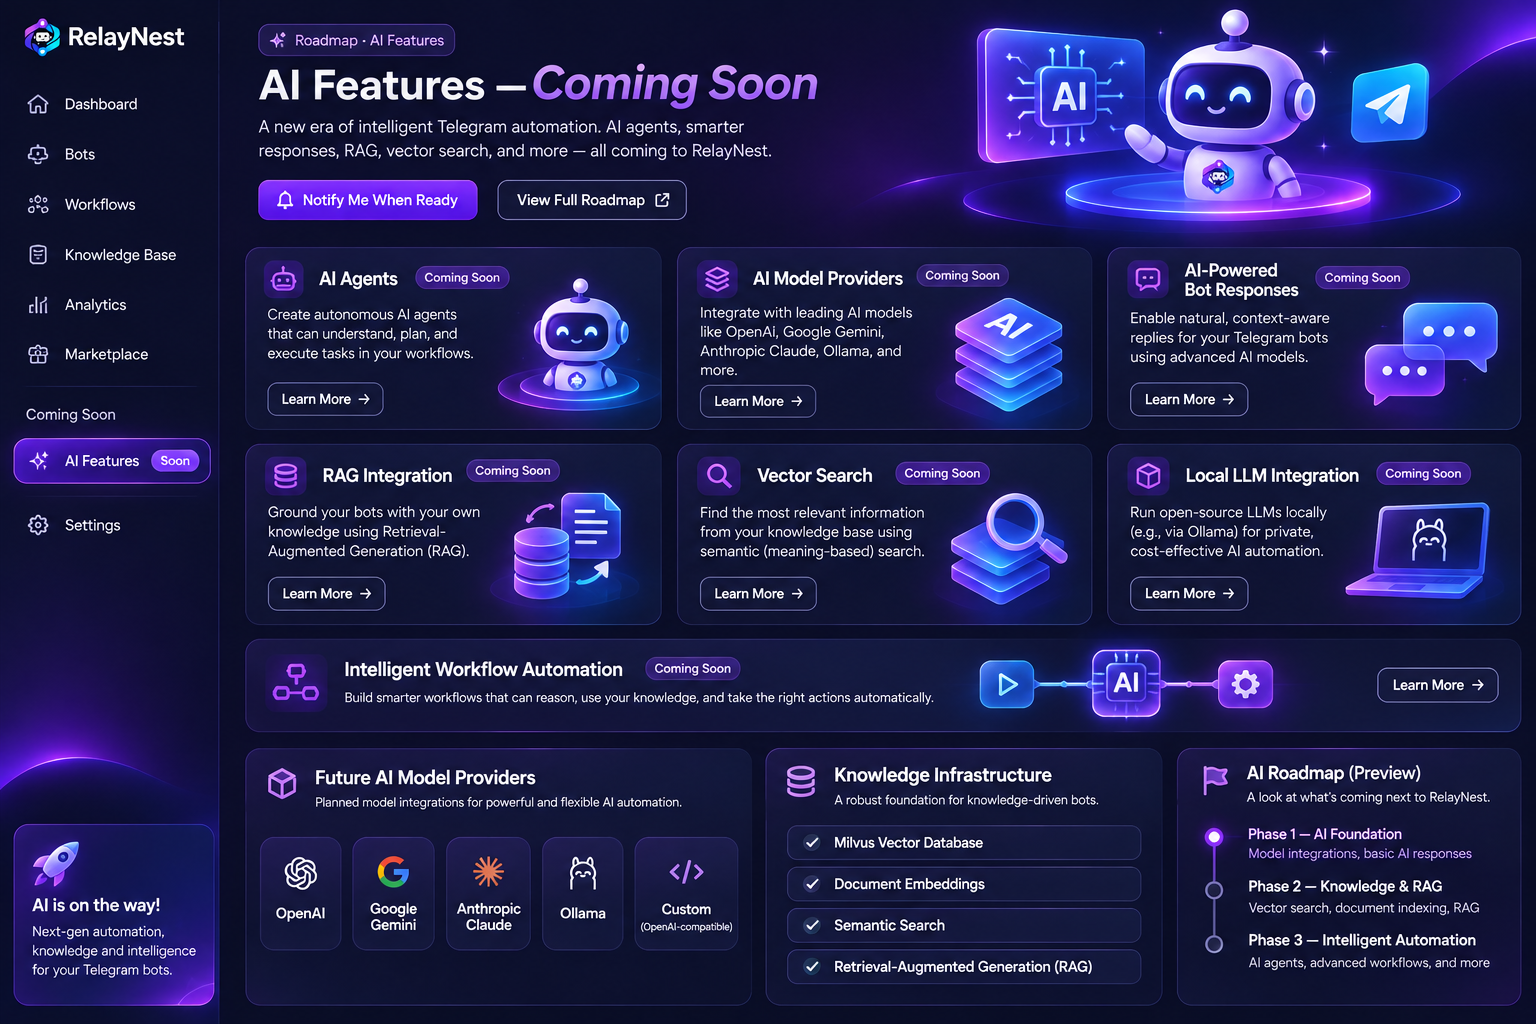 RelayNest
Dashboard
Bots
Workflows
Knowledge Base
Analytics
Marketplace
Coming Soon
AI Features
Soon
Settings
AI is on the way!
Next-gen automation,
knowledge and intelligence
for your Telegram bots.
Roadmap · AI Features
AI Features — Coming Soon
A new era of intelligent Telegram automation. AI agents, smarter
responses, RAG, vector search, and more — all coming to RelayNest.
Notify Me When Ready
View Full Roadmap
AI
AI Agents
Coming Soon
Create autonomous AI agents
that can understand, plan, and
execute tasks in your workflows.
Learn More →
AI Model Providers
Coming Soon
Integrate with leading AI models
like OpenAi, Google Gemini,
Anthropic Claude, Ollama, and
more.
Learn More →
AI
AI-Powered
Bot Responses
Coming Soon
Enable natural, context-aware
replies for your Telegram bots
using advanced AI models.
Learn More →
RAG Integration
Coming Soon
Ground your bots with your own
knowledge using Retrieval-
Augmented Generation (RAG).
Learn More →
Vector Search
Coming Soon
Find the most relevant information
from your knowledge base using
semantic (meaning-based) search.
Learn More →
Local LLM Integration
Coming Soon
Run open-source LLMs locally
(e.g., via Ollama) for private,
cost-effective AI automation.
Learn More →
Intelligent Workflow Automation
Coming Soon
Build smarter workflows that can reason, use your knowledge, and take the right actions automatically.
AI
Learn More →
Future AI Model Providers
Planned model integrations for powerful and flexible AI automation.
OpenAI
Google
Gemini
Anthropic
Claude
Ollama
Custom
(OpenAI-compatible)
Knowledge Infrastructure
A robust foundation for knowledge-driven bots.
Milvus Vector Database
Document Embeddings
Semantic Search
Retrieval-Augmented Generation (RAG)
AI Roadmap (Preview)
A look at what's coming next to RelayNest.
Phase 1 — AI Foundation
Model integrations, basic AI responses
Phase 2 — Knowledge & RAG
Vector search, document indexing, RAG
Phase 3 — Intelligent Automation
AI agents, advanced workflows, and more